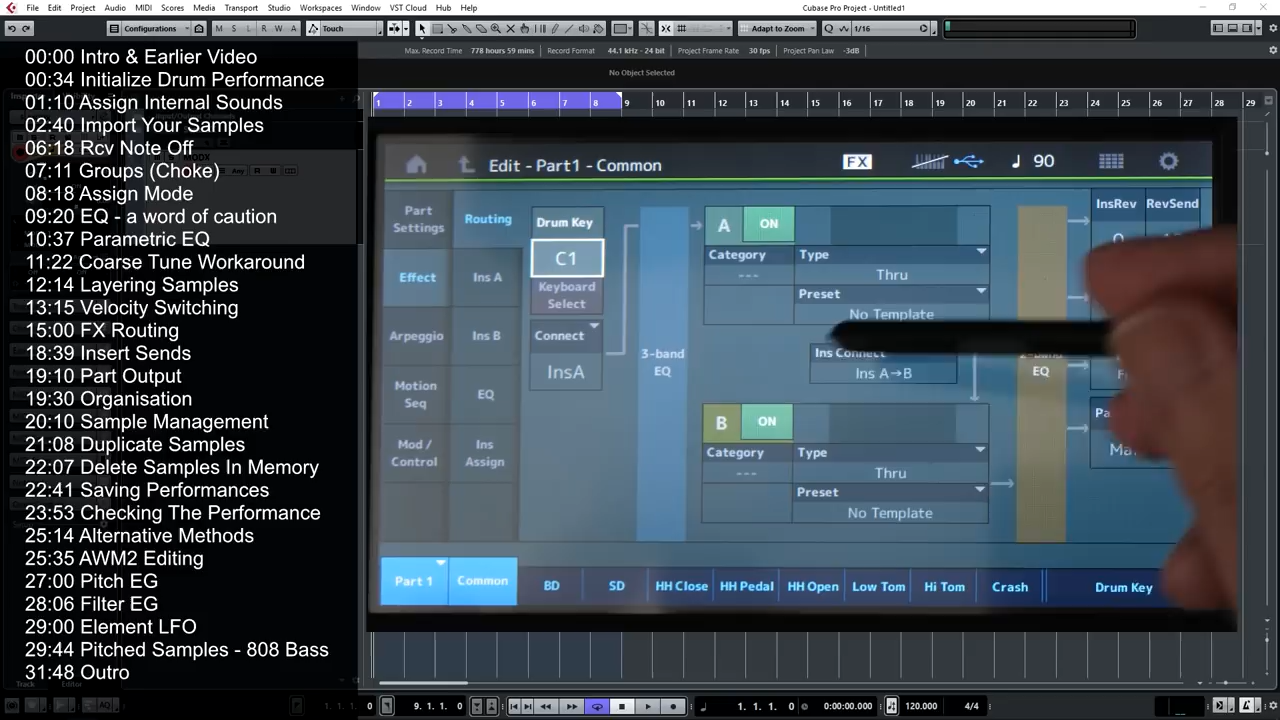 Cubase Pro Project - Untitled1
File Edit Project Audio MIDI Scores Media Transport Studio Workspaces Window VST Cloud Hub Help
Configurations M S L R W A Touch Adapt to Zoom Q 1/16
Max. Record Time 778 hours 59 mins Record Format 44.1 kHz - 24 bit Project Frame Rate 30 fps Project Pan Law -3dB
No Object Selected
1 2 3 4 5 6 7 8 9 10 11 12 13 14 15 16 17 18 19 20 21 22 23 24 25 26 27 28 29
00:00 Intro & Earlier Video
00:34 Initialize Drum Performance
01:10 Assign Internal Sounds
02:40 Import Your Samples
06:18 Rcv Note Off
07:11 Groups (Choke)
08:18 Assign Mode
09:20 EQ - a word of caution
10:37 Parametric EQ
11:22 Coarse Tune Workaround
12:14 Layering Samples
13:15 Velocity Switching
15:00 FX Routing
18:39 Insert Sends
19:10 Part Output
19:30 Organisation
20:10 Sample Management
21:08 Duplicate Samples
22:07 Delete Samples In Memory
22:41 Saving Performances
23:53 Checking The Performance
25:14 Alternative Methods
25:35 AWM2 Editing
27:00 Pitch EG
28:06 Filter EG
29:00 Element LFO
29:44 Pitched Samples - 808 Bass
31:48 Outro
Edit - Part1 - Common FX 90
Part Settings
Effect
Arpeggio
Motion Seq
Mod / Control
Routing
Ins A
Ins B
EQ
Ins Assign
Drum Key
C1
Keyboard Select
Connect
InsA
3-band EQ
A ON
Category Type
--- Thru
Preset
No Template
Ins Connect
Ins A→B
B ON
Category Type
--- Thru
Preset
No Template
EQ
InsRev RevSend
Part 1 Common BD SD HH Close HH Pedal HH Open Low Tom Hi Tom Crash Drum Key
Track Editor
1. 1. 1. 0 9. 1. 1. 0 1. 1. 1. 0 0:00:00.000 120.000 4/4